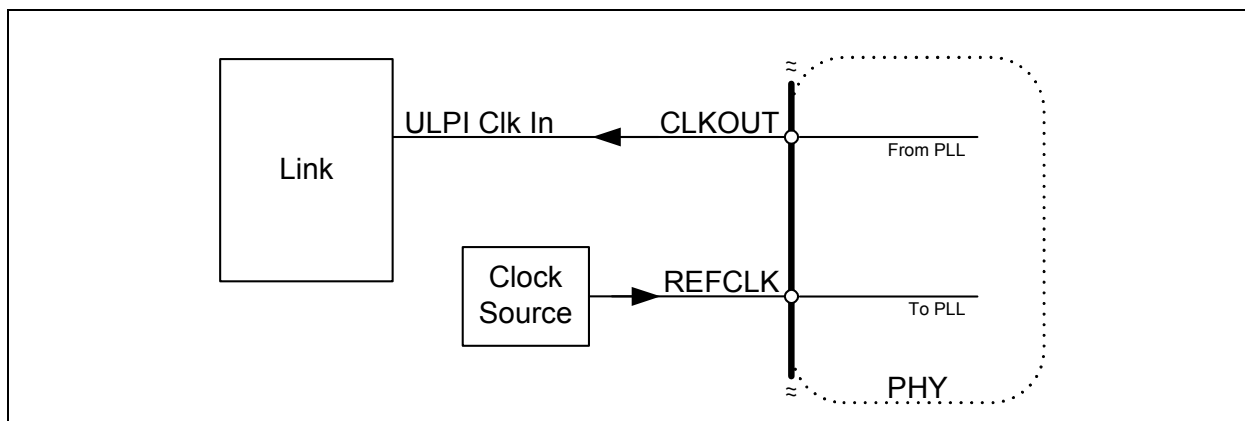 ULPI Clk In
CLKOUT
From PLL
Link
Clock
Source
REFCLK
To PLL
PHY